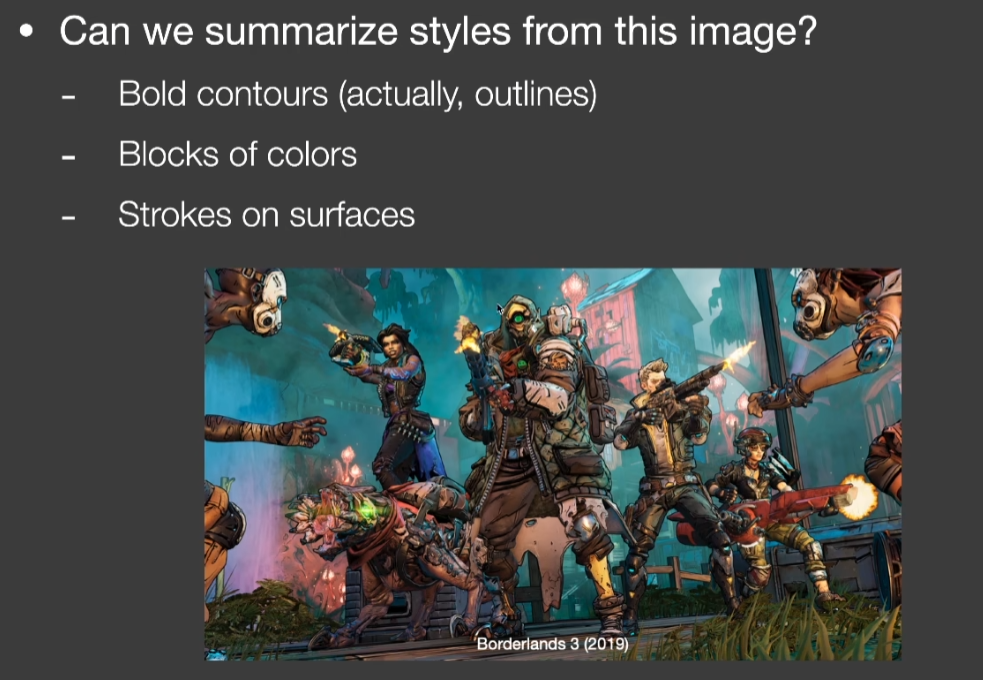 • Can we summarize styles from this image?
- Bold contours (actually, outlines)
- Blocks of colors
- Strokes on surfaces
Borderlands 3 (2019)